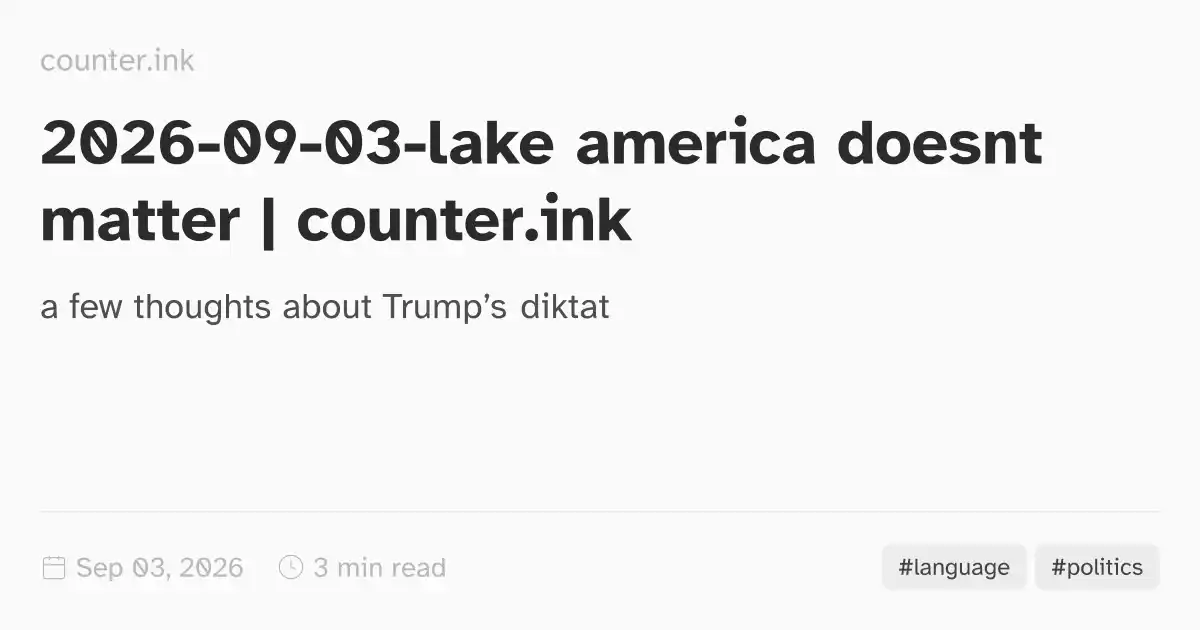 counter.ink
2026-09-03-lake america doesnt
matter | counter.ink
a few thoughts about Trump’s diktat
Sep 03, 2026 3 min read #language #politics